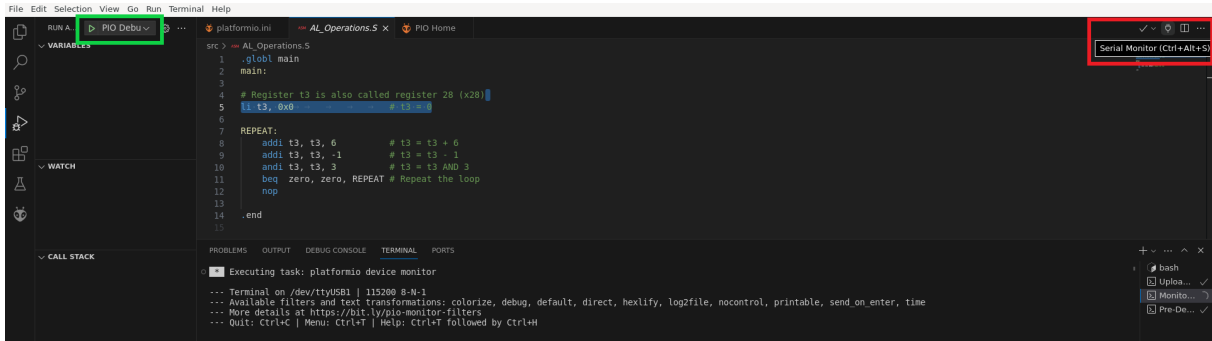 File Edit Selection View Go Run Terminal Help
RUN A... PIO Debu ...
platformio.ini AL_Operations.S × PIO Home
Serial Monitor (Ctrl+Alt+S)
VARIABLES
WATCH
CALL STACK
src > AL_Operations.S
1 .globl main
2 main:
3
4 # Register t3 is also called register 28 (x28)
5 li t3, 0x0 # t3 = 0
6
7 REPEAT:
8 addi t3, t3, 6 # t3 = t3 + 6
9 addi t3, t3, -1 # t3 = t3 - 1
10 andi t3, t3, 3 # t3 = t3 AND 3
11 beq zero, zero, REPEAT # Repeat the loop
12 nop
13
14 .end
15
PROBLEMS OUTPUT DEBUG CONSOLE TERMINAL PORTS
* Executing task: platformio device monitor
--- Terminal on /dev/ttyUSB1 | 115200 8-N-1
--- Available filters and text transformations: colorize, debug, default, direct, hexlify, log2file, nocontrol, printable, send_on_enter, time
--- More details at https://bit.ly/pio-monitor-filters
--- Quit: Ctrl+C | Menu: Ctrl+T | Help: Ctrl+T followed by Ctrl+H
bash
Uploa...
Monito...
Pre-De...